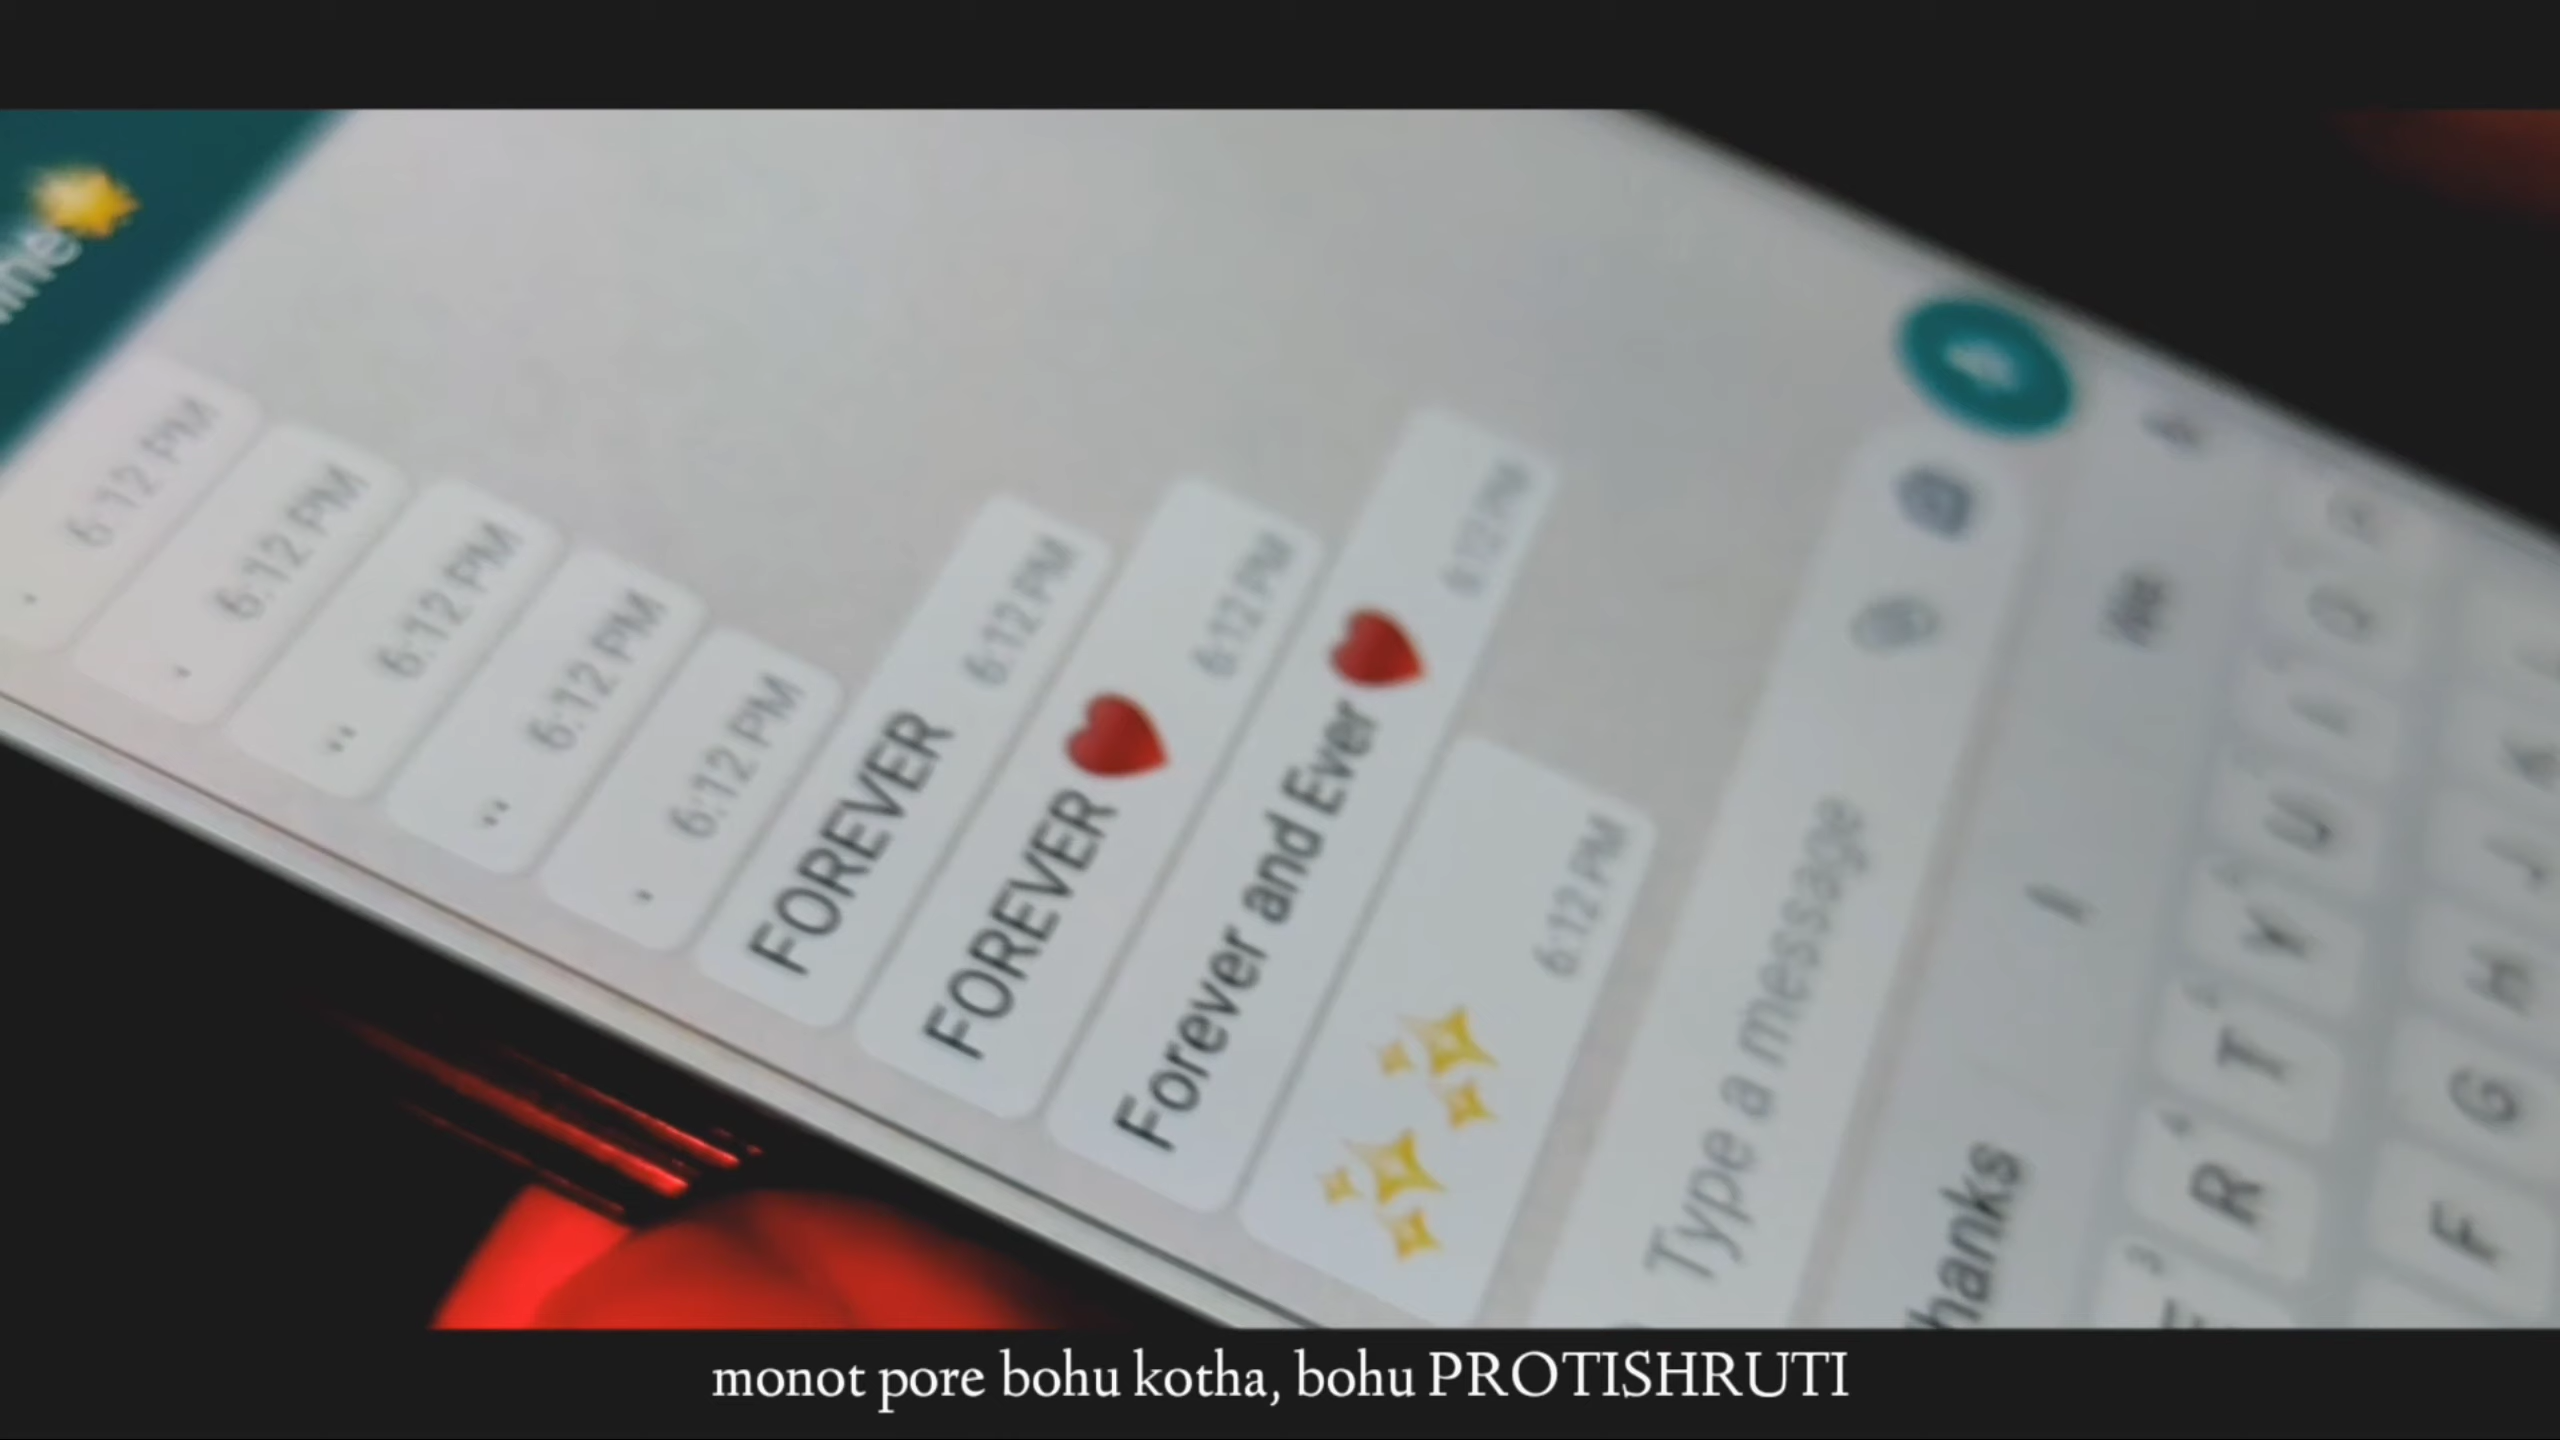 6:12 PM
. 6:12 PM
.. 6:12 PM
.. 6:12 PM
. 6:12 PM
FOREVER 6:12 PM
FOREVER ❤ 6:12 PM
Forever and Ever ❤ 6:12 PM
✨✨ 6:12 PM
Type a message
hanks I
R T Y U I O
F G H J K
monot pore bohu kotha, bohu PROTISHRUTI